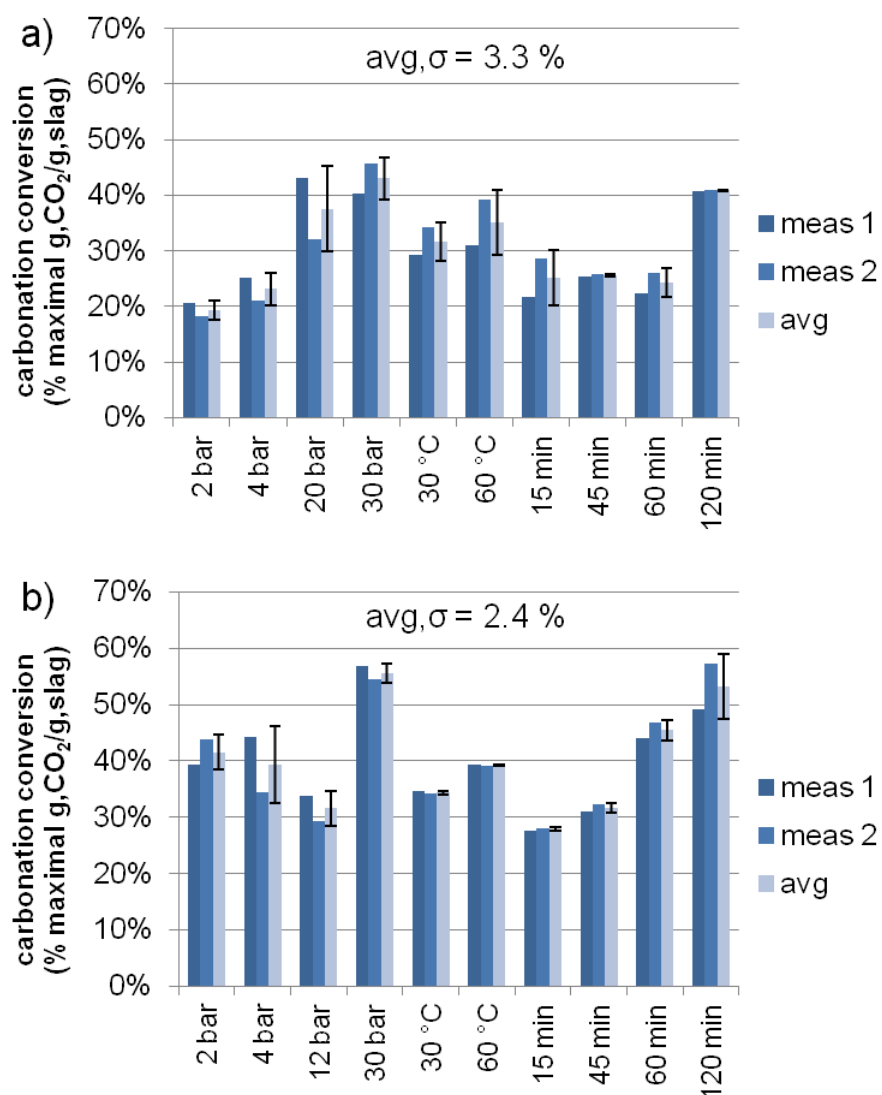 a)
avg,σ = 3.3 %
carbonation conversion
(% maximal g,CO₂/g,slag)
70%
60%
50%
40%
30%
20%
10%
0%
2 bar
4 bar
20 bar
30 bar
30 °C
60 °C
15 min
45 min
60 min
120 min
meas 1
meas 2
avg
b)
avg,σ = 2.4 %
carbonation conversion
(% maximal g,CO₂/g,slag)
70%
60%
50%
40%
30%
20%
10%
0%
2 bar
4 bar
12 bar
30 bar
30 °C
60 °C
15 min
45 min
60 min
120 min
meas 1
meas 2
avg